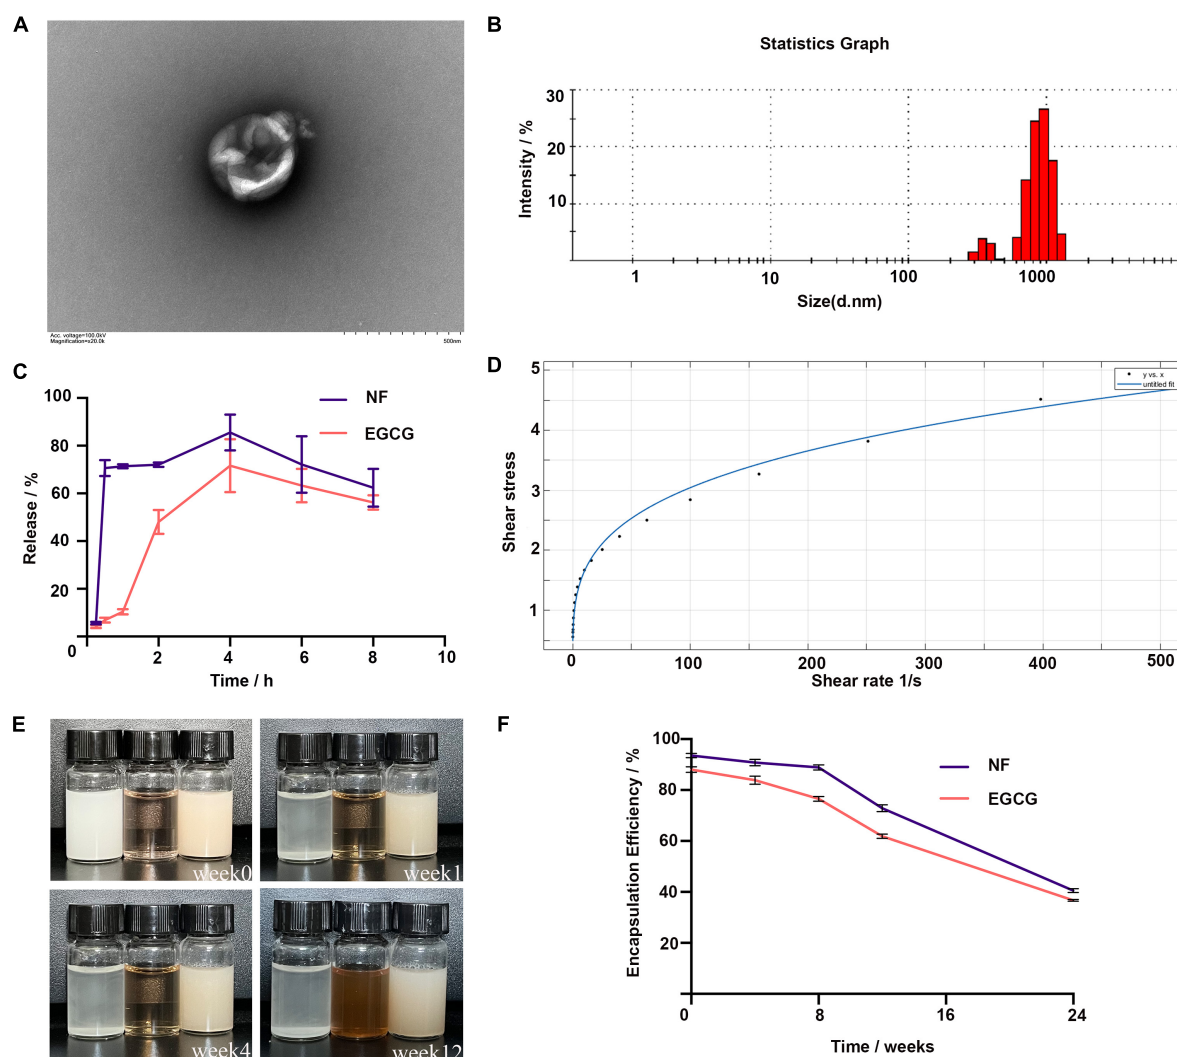 A
Acc. voltage=100.0kV
Magnification=x20.0k
500nm
B
Statistics Graph
Intensity / %
30
20
10
1
10
100
1000
Size(d.nm)
C
NF
EGCG
Release / %
100
80
60
40
20
0
2
4
6
8
10
Time / h
D
y vs. x
untitled fit
Shear stress
5
4
3
2
1
0
100
200
300
400
500
Shear rate 1/s
E
week0
week1
week4
week12
F
NF
EGCG
Encapsulation Efficiency / %
100
80
60
40
20
0
8
16
24
Time / weeks